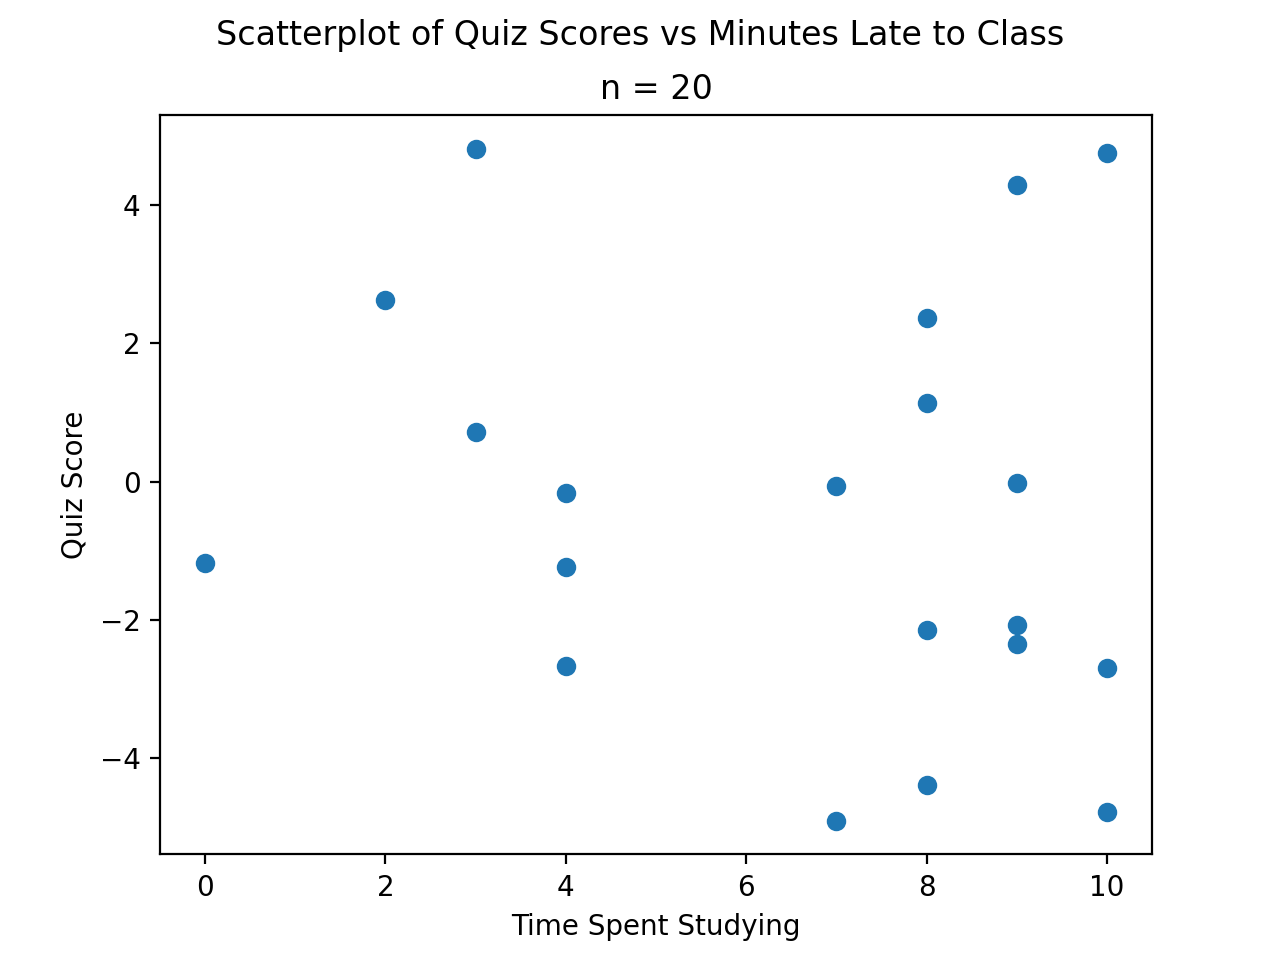 Scatterplot of Quiz Scores vs Minutes Late to Class
n = 20
4
2
0
−2
−4
Quiz Score
0 2 4 6 8 10
Time Spent Studying